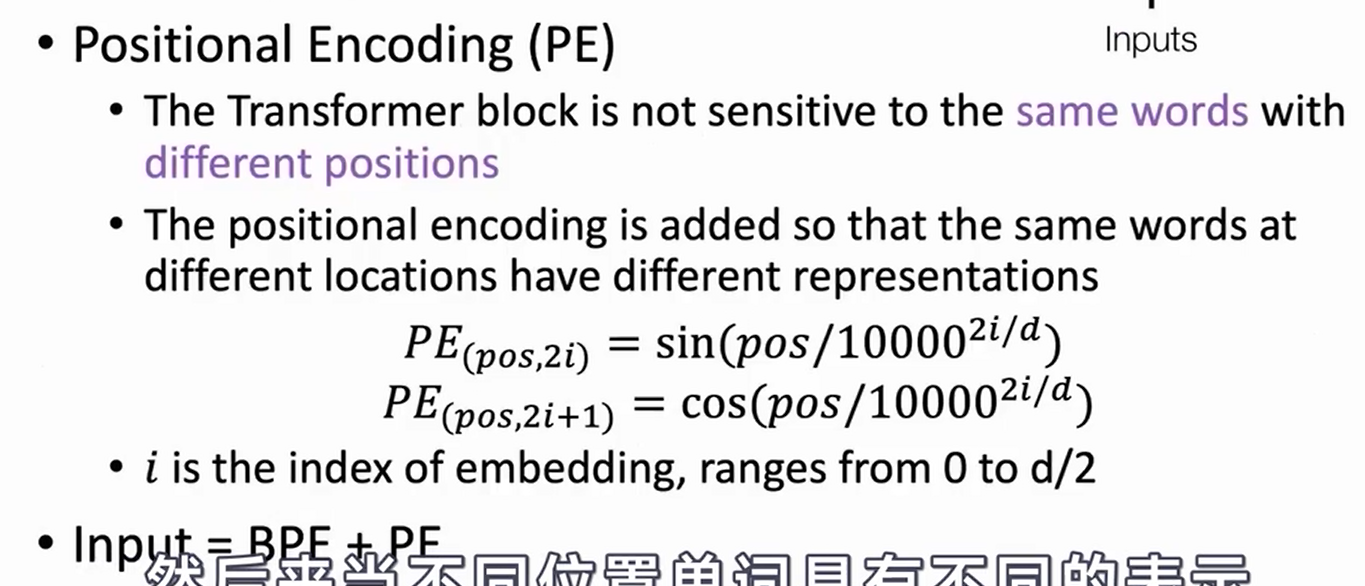 Inputs
• Positional Encoding (PE)
• The Transformer block is not sensitive to the same words with
different positions
• The positional encoding is added so that the same words at
different locations have different representations
PE₍pos,2i₎ = sin(pos/10000^{2i/d})
PE₍pos,2i+1₎ = cos(pos/10000^{2i/d})
• i is the index of embedding, ranges from 0 to d/2
• Input = BPE + PE
然后来当不同位置单词具有不同的表示